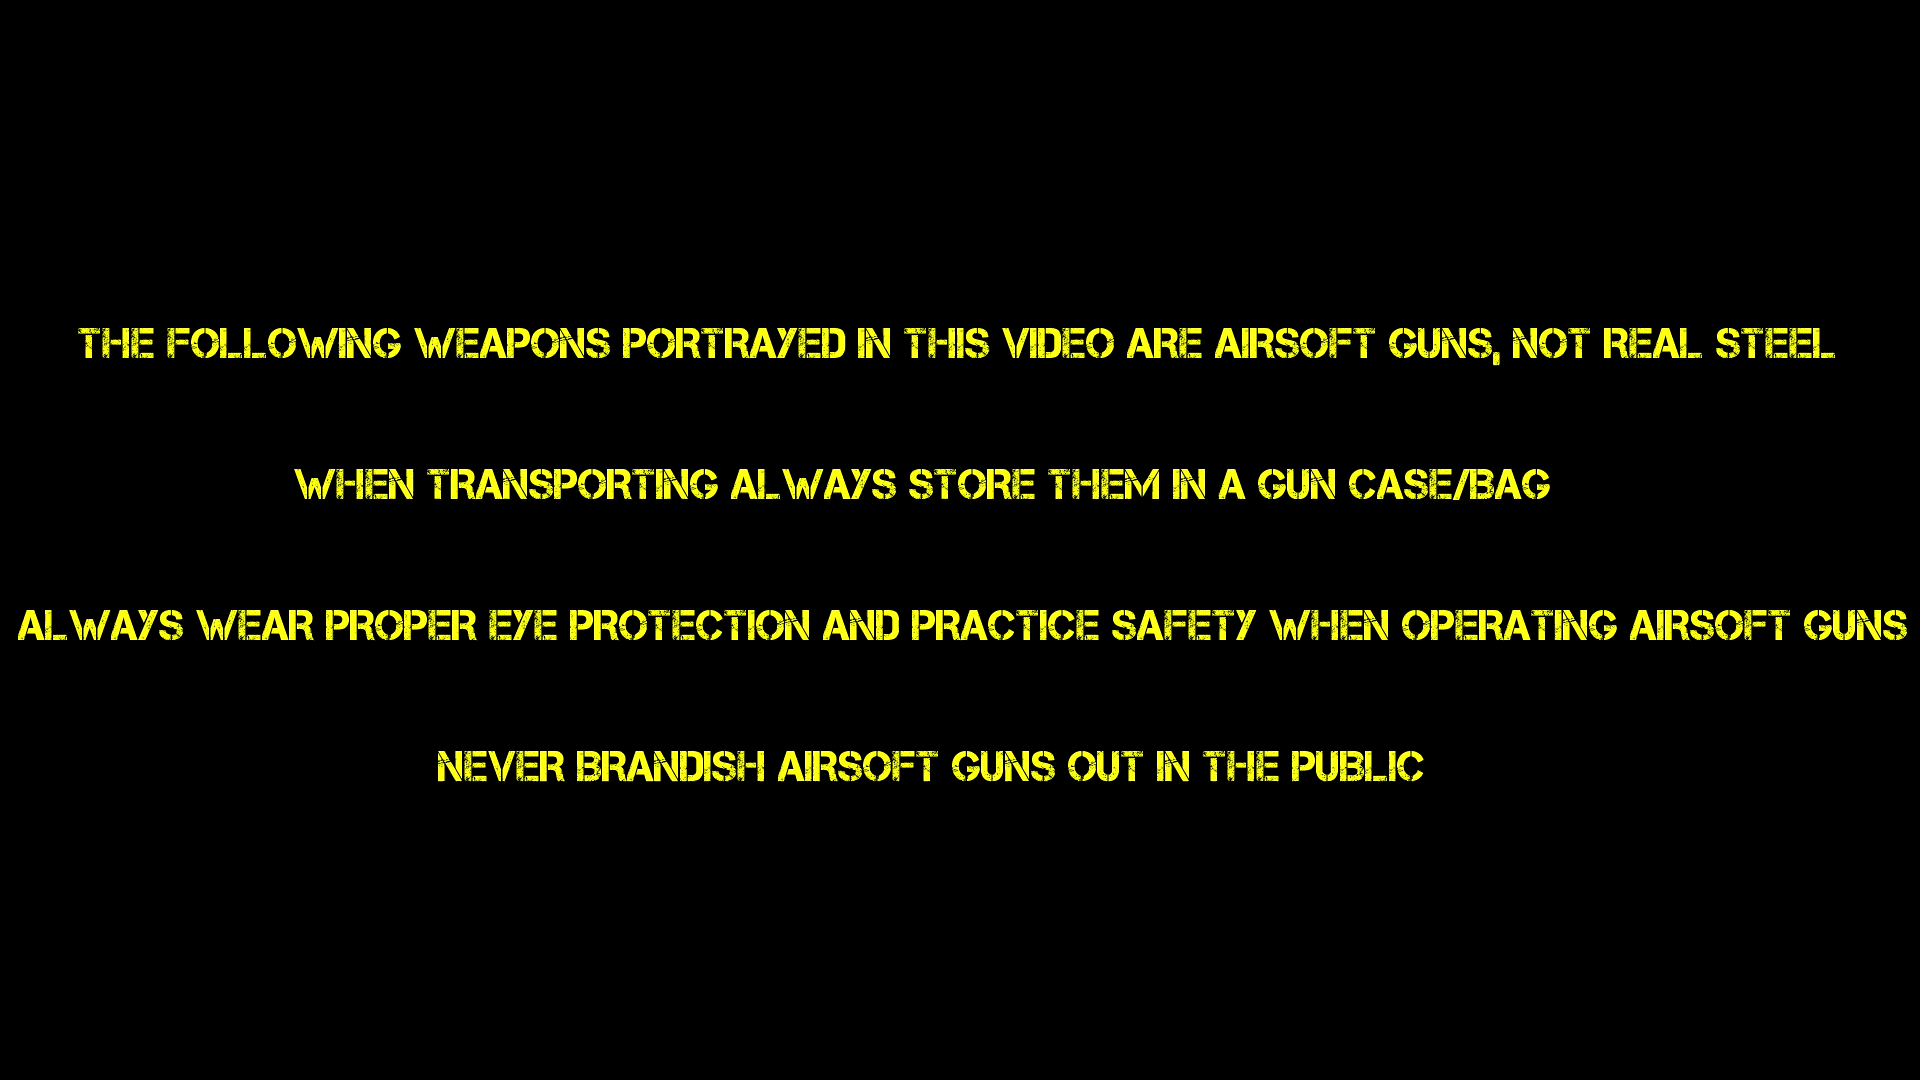 THE FOLLOWING WEAPONS PORTRAYED IN THIS VIDEO ARE AIRSOFT GUNS, NOT REAL STEEL
WHEN TRANSPORTING ALWAYS STORE THEM IN A GUN CASE/BAG
ALWAYS WEAR PROPER EYE PROTECTION AND PRACTICE SAFETY WHEN OPERATING AIRSOFT GUNS
NEVER BRANDISH AIRSOFT GUNS OUT IN THE PUBLIC